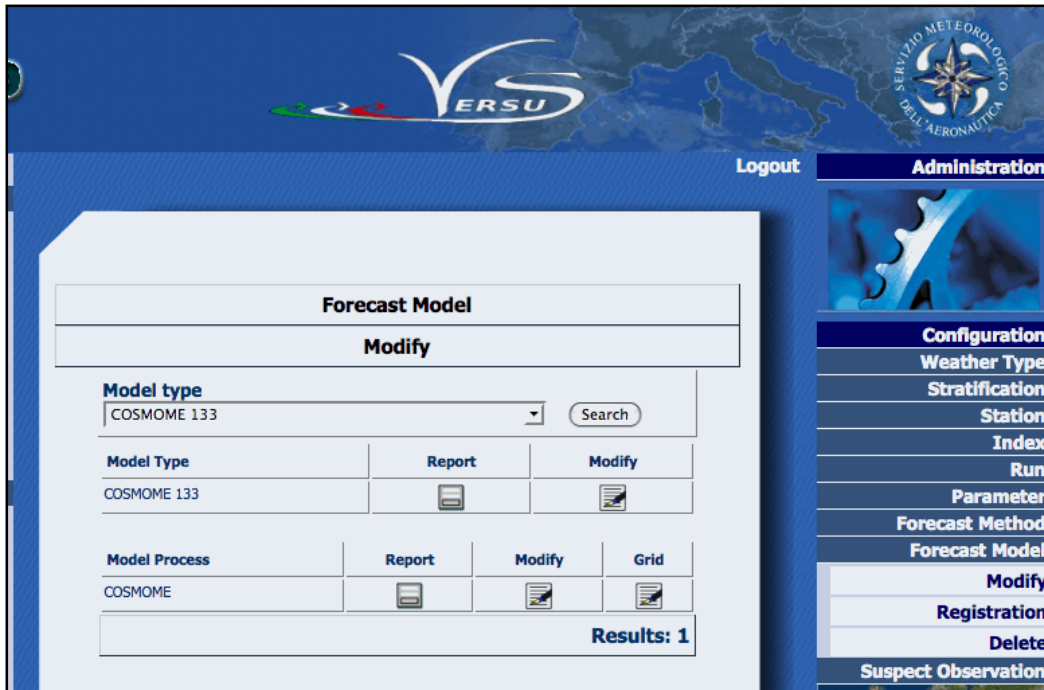 VERSUS
SERVIZIO METEOROLOGICO
DELL'AERONAUTICA
Logout
Administration
Forecast Model
Modify
Model type
COSMOME 133
Search
Model Type Report Modify
COSMOME 133
Model Process Report Modify Grid
COSMOME
Results: 1
Configuration
Weather Type
Stratification
Station
Index
Run
Parameter
Forecast Method
Forecast Model
Modify
Registration
Delete
Suspect Observation